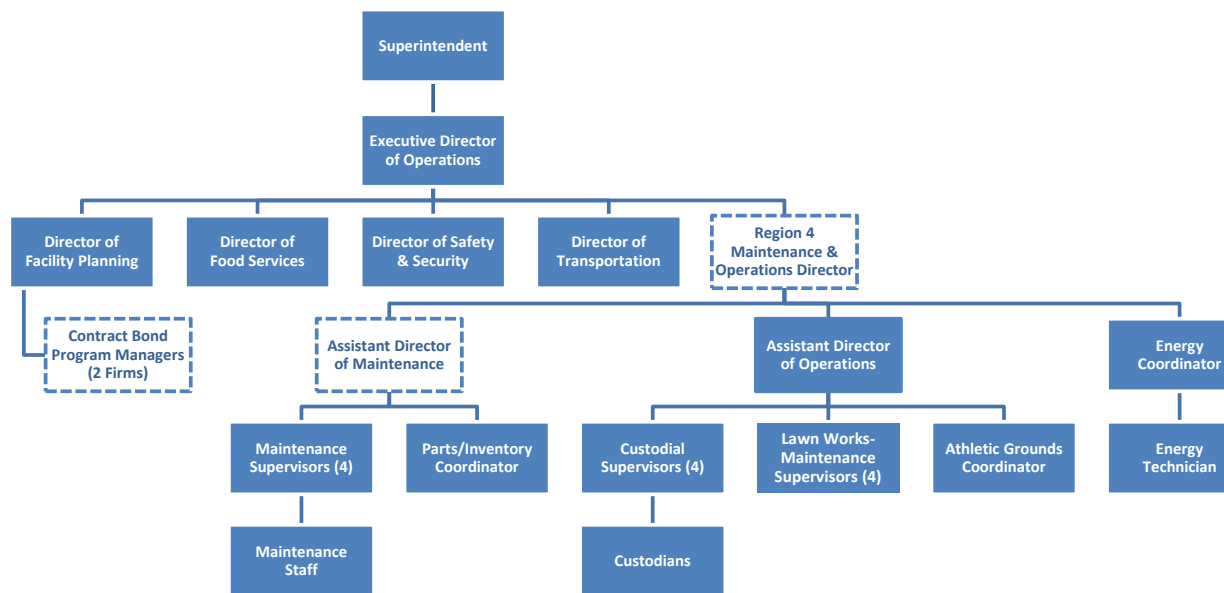 Superintendent
Executive Director
of Operations
Director of
Facility Planning
Director of
Food Services
Director of Safety
& Security
Director of
Transportation
Region 4
Maintenance &
Operations Director
Contract Bond
Program Managers
(2 Firms)
Assistant Director
of Maintenance
Assistant Director
of Operations
Energy
Coordinator
Maintenance
Supervisors (4)
Parts/Inventory
Coordinator
Custodial
Supervisors (4)
Lawn Works-
Maintenance
Supervisors (4)
Athletic Grounds
Coordinator
Energy
Technician
Maintenance
Staff
Custodians